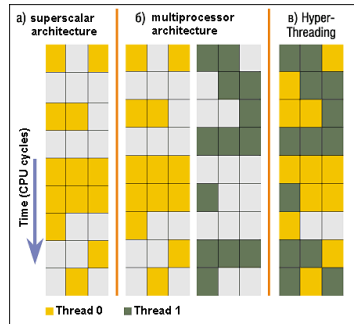 а) superscalar
architecture
б) multiprocessor
architecture
в) Hyper-
Threading
Time (CPU cycles)
Thread 0
Thread 1